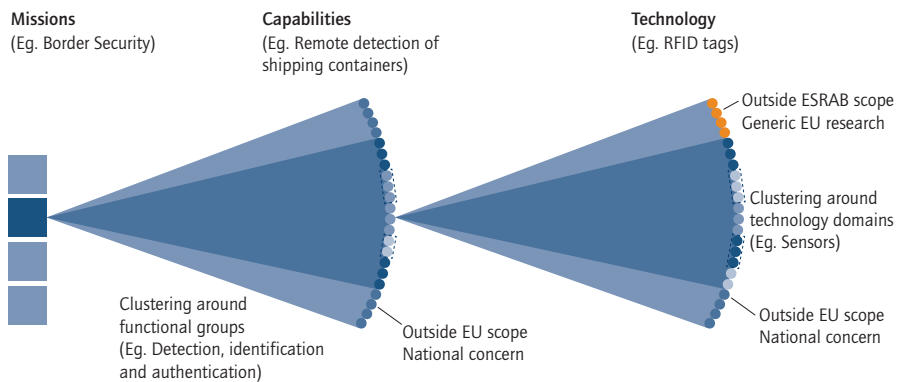 Missions
(Eg. Border Security)
Capabilities
(Eg. Remote detection of
shipping containers)
Technology
(Eg. RFID tags)
Outside ESRAB scope
Generic EU research
Clustering around
technology domains
(Eg. Sensors)
Clustering around
functional groups
(Eg. Detection, identification
and authentication)
Outside EU scope
National concern
Outside EU scope
National concern